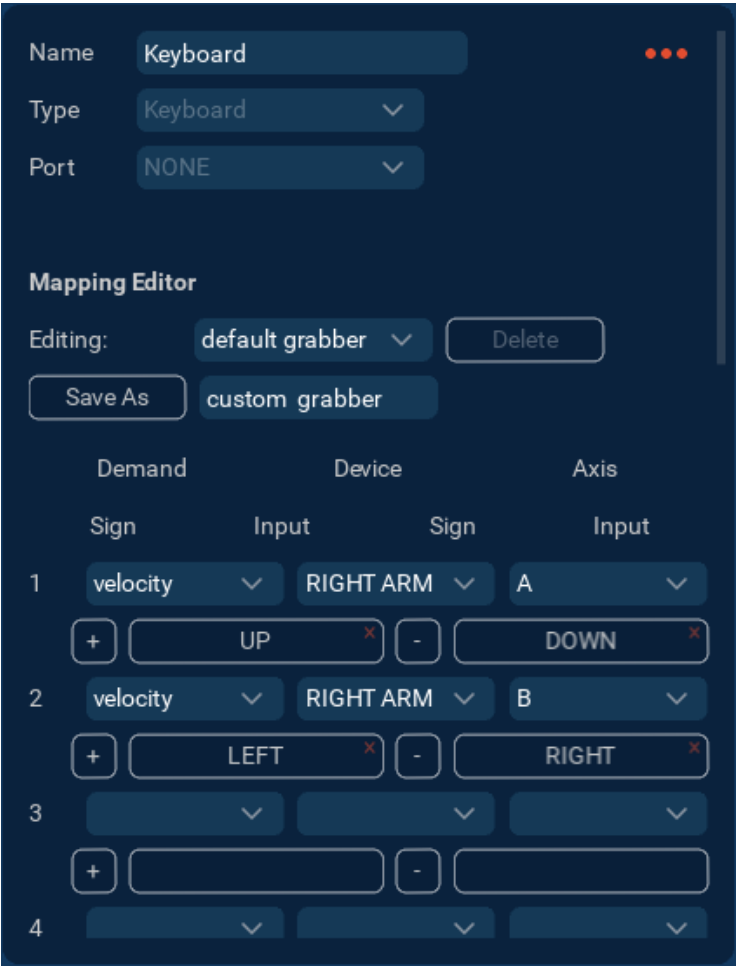 Name Keyboard
Type Keyboard
Port NONE
Mapping Editor
Editing: default grabber Delete
Save As custom grabber
Demand Device Axis
Sign Input Sign Input
1 velocity RIGHT ARM A
+ UP x - DOWN x
2 velocity RIGHT ARM B
+ LEFT x - RIGHT x
3
+ -
4